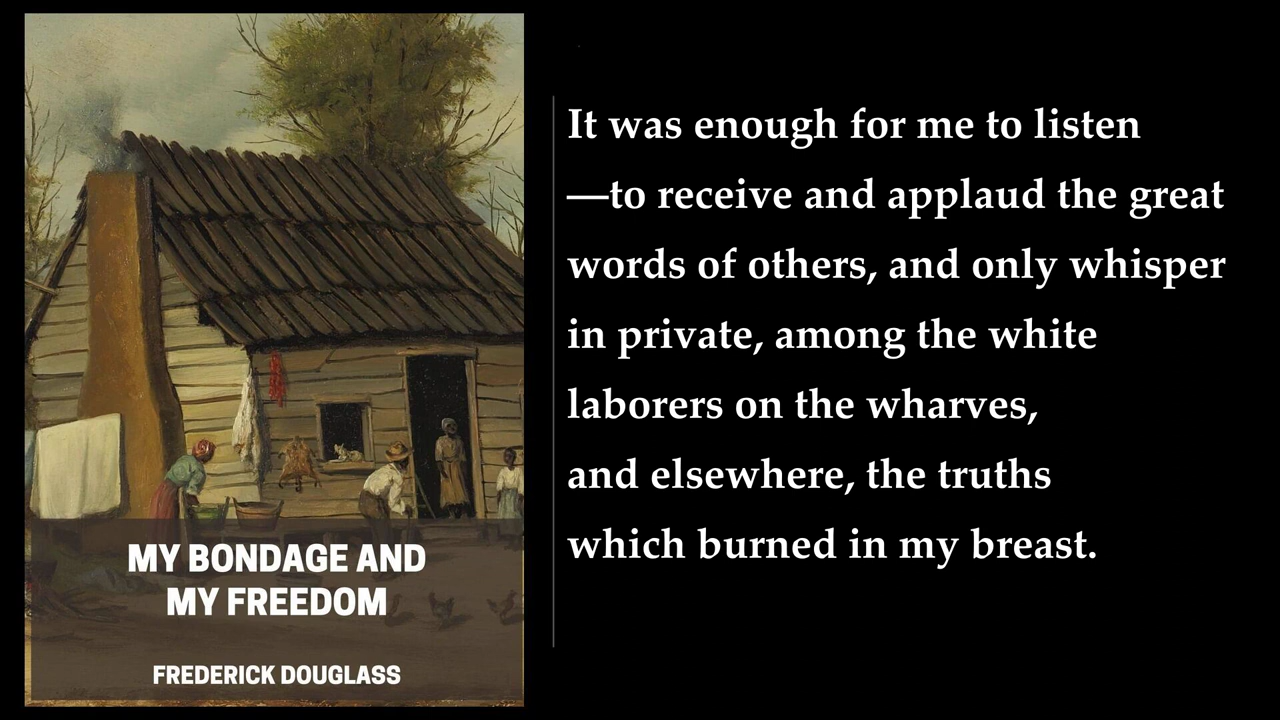 MY BONDAGE AND
MY FREEDOM
FREDERICK DOUGLASS
It was enough for me to listen
—to receive and applaud the great
words of others, and only whisper
in private, among the white
laborers on the wharves,
and elsewhere, the truths
which burned in my breast.